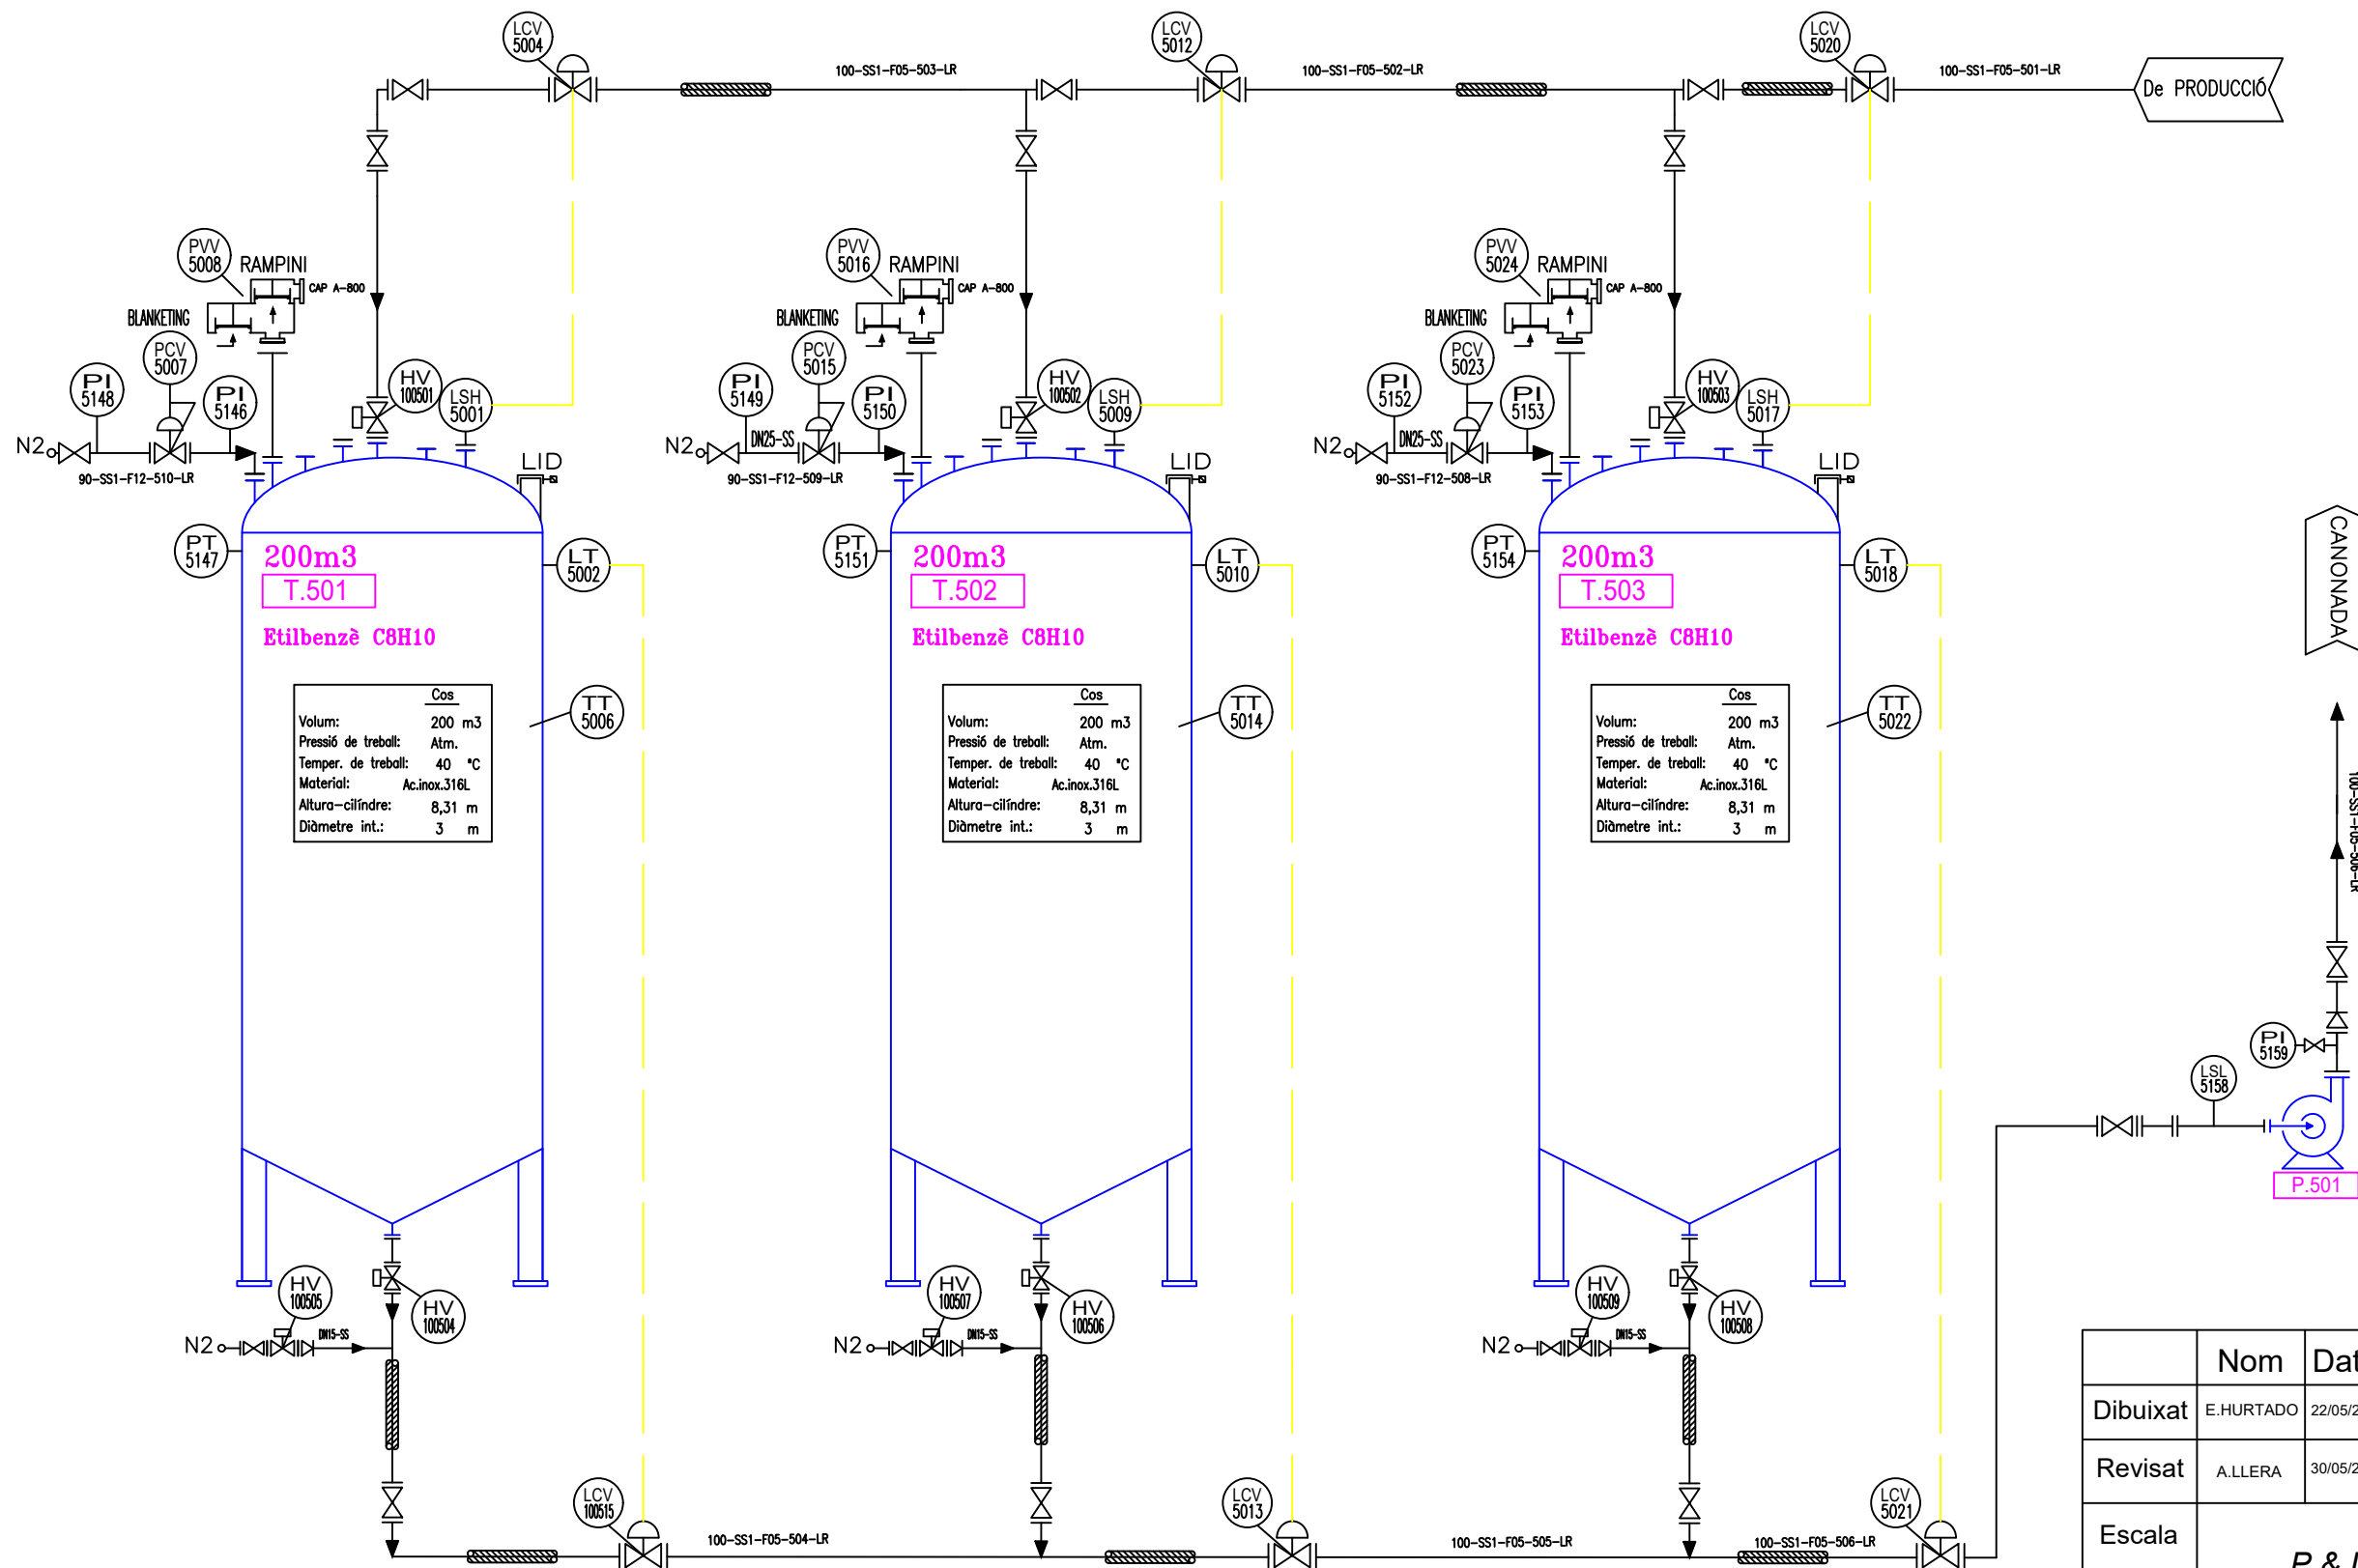 LCV
5004
LCV
5012
LCV
5020
100-SS1-F05-503-LR
100-SS1-F05-502-LR
100-SS1-F05-501-LR
De PRODUCCIÓ
PVV
5008
RAMPINI
CAP A-800
BLANKETING
PCV
5007
PI
5148
PI
5146
HV
100501
LSH
5001
N2
90-SS1-F12-510-LR
LID
PVV
5016
RAMPINI
CAP A-800
BLANKETING
PCV
5015
PI
5149
PI
5150
HV
100502
LSH
5009
N2
DN25-SS
90-SS1-F12-509-LR
LID
PVV
5024
RAMPINI
CAP A-800
BLANKETING
PCV
5023
PI
5152
PI
5153
HV
100503
LSH
5017
N2
DN25-SS
90-SS1-F12-508-LR
LID
PT
5147
200m3
T.501
Etilbenzè C8H10
LT
5002
TT
5006
Cos
Volum: 200 m3
Pressió de treball: Atm.
Temper. de treball: 40 °C
Material: Ac.inox.316L
Altura-cilíndre: 8,31 m
Diàmetre int.: 3 m
PT
5151
200m3
T.502
Etilbenzè C8H10
LT
5010
TT
5014
Cos
Volum: 200 m3
Pressió de treball: Atm.
Temper. de treball: 40 °C
Material: Ac.inox.316L
Altura-cilíndre: 8,31 m
Diàmetre int.: 3 m
PT
5154
200m3
T.503
Etilbenzè C8H10
LT
5018
TT
5022
Cos
Volum: 200 m3
Pressió de treball: Atm.
Temper. de treball: 40 °C
Material: Ac.inox.316L
Altura-cilíndre: 8,31 m
Diàmetre int.: 3 m
CANONADA
PI
5159
LSL
5158
P.501
HV
100505
HV
100504
N2
DN15-SS
HV
100507
HV
100506
N2
DN15-SS
HV
100509
HV
100508
N2
DN15-SS
LCV
100515
100-SS1-F05-504-LR
LCV
5013
100-SS1-F05-505-LR
100-SS1-F05-506-LR
LCV
5021
Nom Dat
Dibuixat E.HURTADO 22/05/2
Revisat A.LLERA 30/05/2
Escala
P &